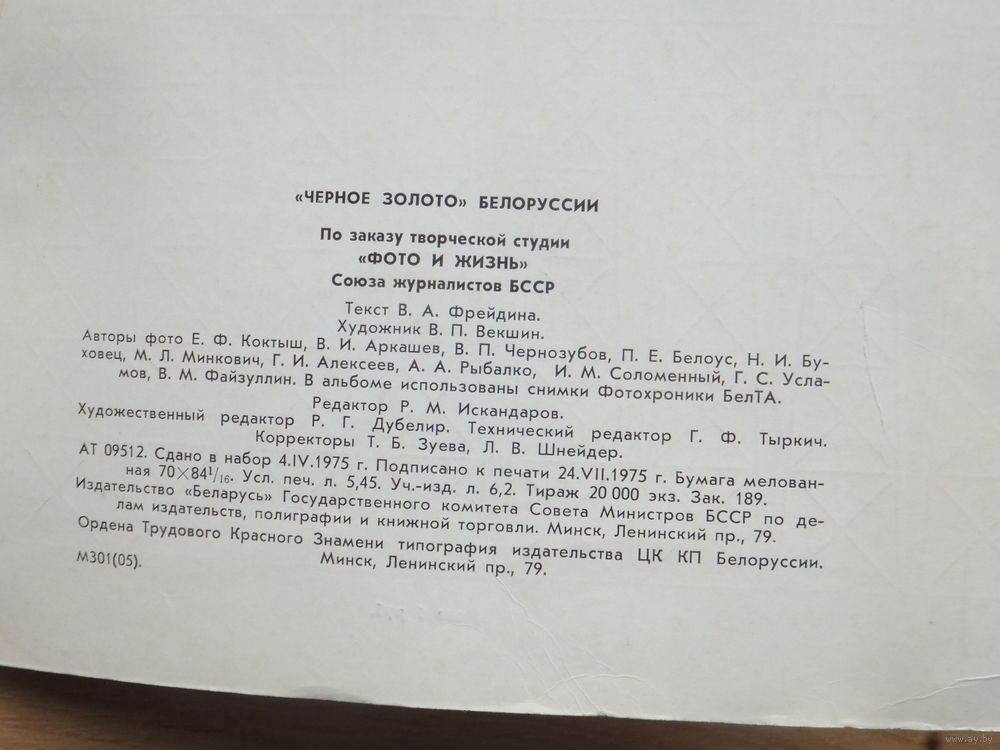 «ЧЕРНОЕ ЗОЛОТО» БЕЛОРУССИИ
По заказу творческой студии
«ФОТО И ЖИЗНЬ»
Союза журналистов БССР
Текст В. А. Фрейдина.
Художник В. П. Векшин.
Авторы фото Е. Ф. Коктыш, В. И. Аркашев, В. П. Чернозубов, П. Е. Белоус, Н. И. Бу-
ховец, М. Л. Минкович, Г. И. Алексеев, А. А. Рыбалко, И. М. Соломенный, Г. С. Усла-
мов, В. М. Файзуллин. В альбоме использованы снимки Фотохроники БелТА.
Редактор Р. М. Искандаров.
Художественный редактор Р. Г. Дубелир. Технический редактор Г. Ф. Тыркич.
Корректоры Т. Б. Зуева, Л. В. Шнейдер.
АТ 09512. Сдано в набор 4.IV.1975 г. Подписано к печати 24.VII.1975 г. Бумага мелован-
ная 70×84¹/₁₆. Усл. печ. л. 5,45. Уч.-изд. л. 6,2. Тираж 20 000 экз. Зак. 189.
Издательство «Беларусь» Государственного комитета Совета Министров БССР по де-
лам издательств, полиграфии и книжной торговли. Минск, Ленинский пр., 79.
Ордена Трудового Красного Знамени типография издательства ЦК КП Белоруссии.
Минск, Ленинский пр., 79.
М301(05).
www.ay.by